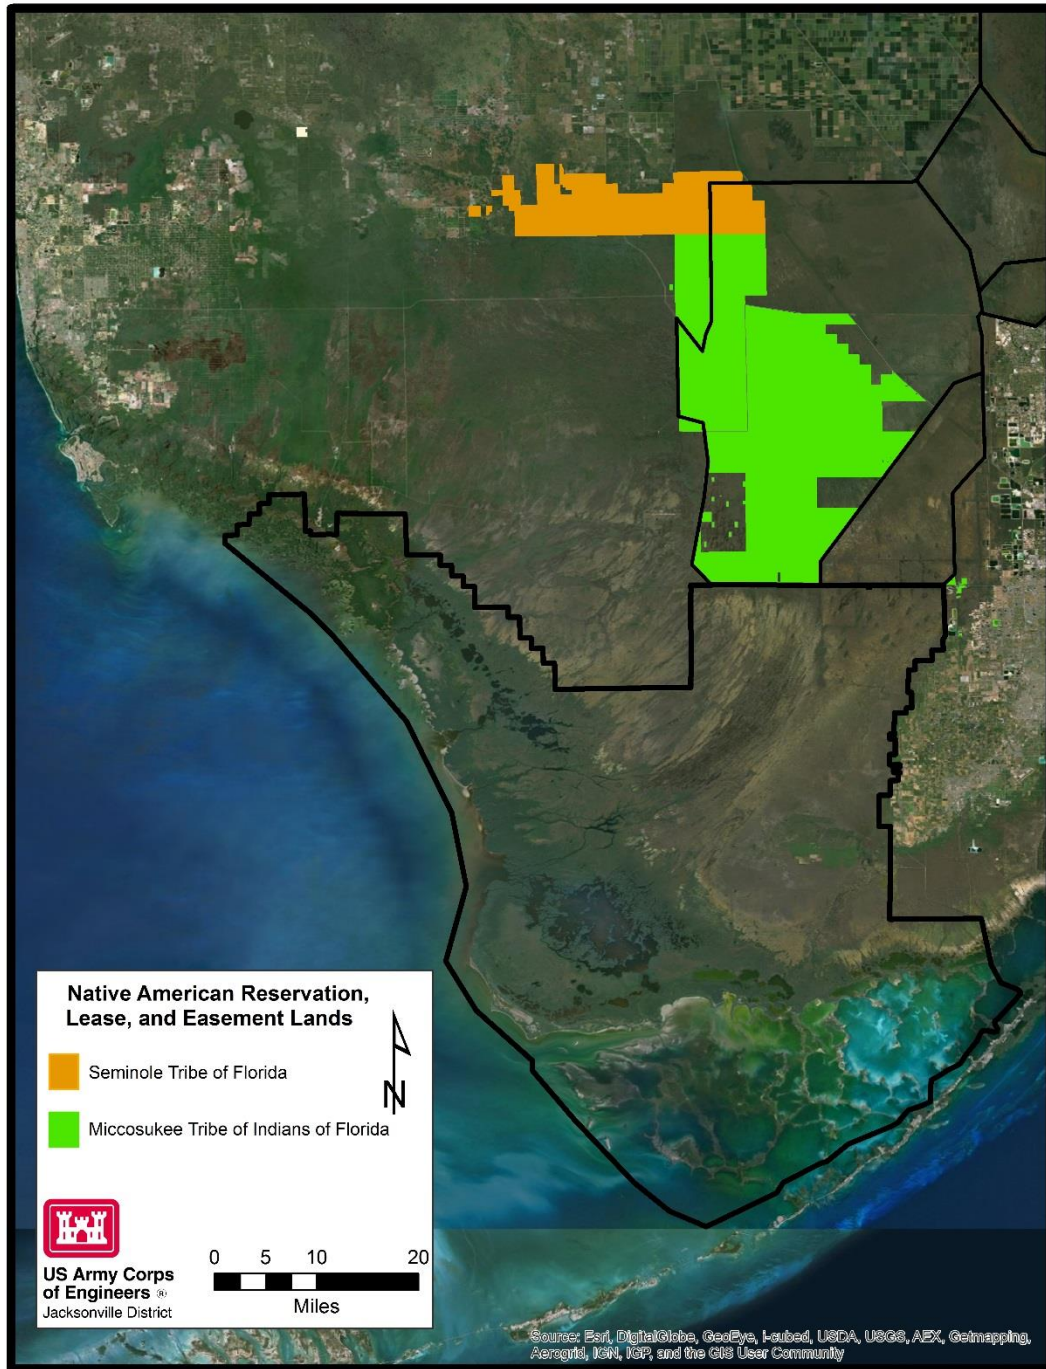 Native American Reservation,
Lease, and Easement Lands
Seminole Tribe of Florida
Miccosukee Tribe of Indians of Florida
N
US Army Corps
of Engineers ®
Jacksonville District
0 5 10 20
Miles
Source: Esri, DigitalGlobe, GeoEye, i-cubed, USDA, USGS, AEX, Getmapping,
Aerogrid, IGN, IGP, and the GIS User Community